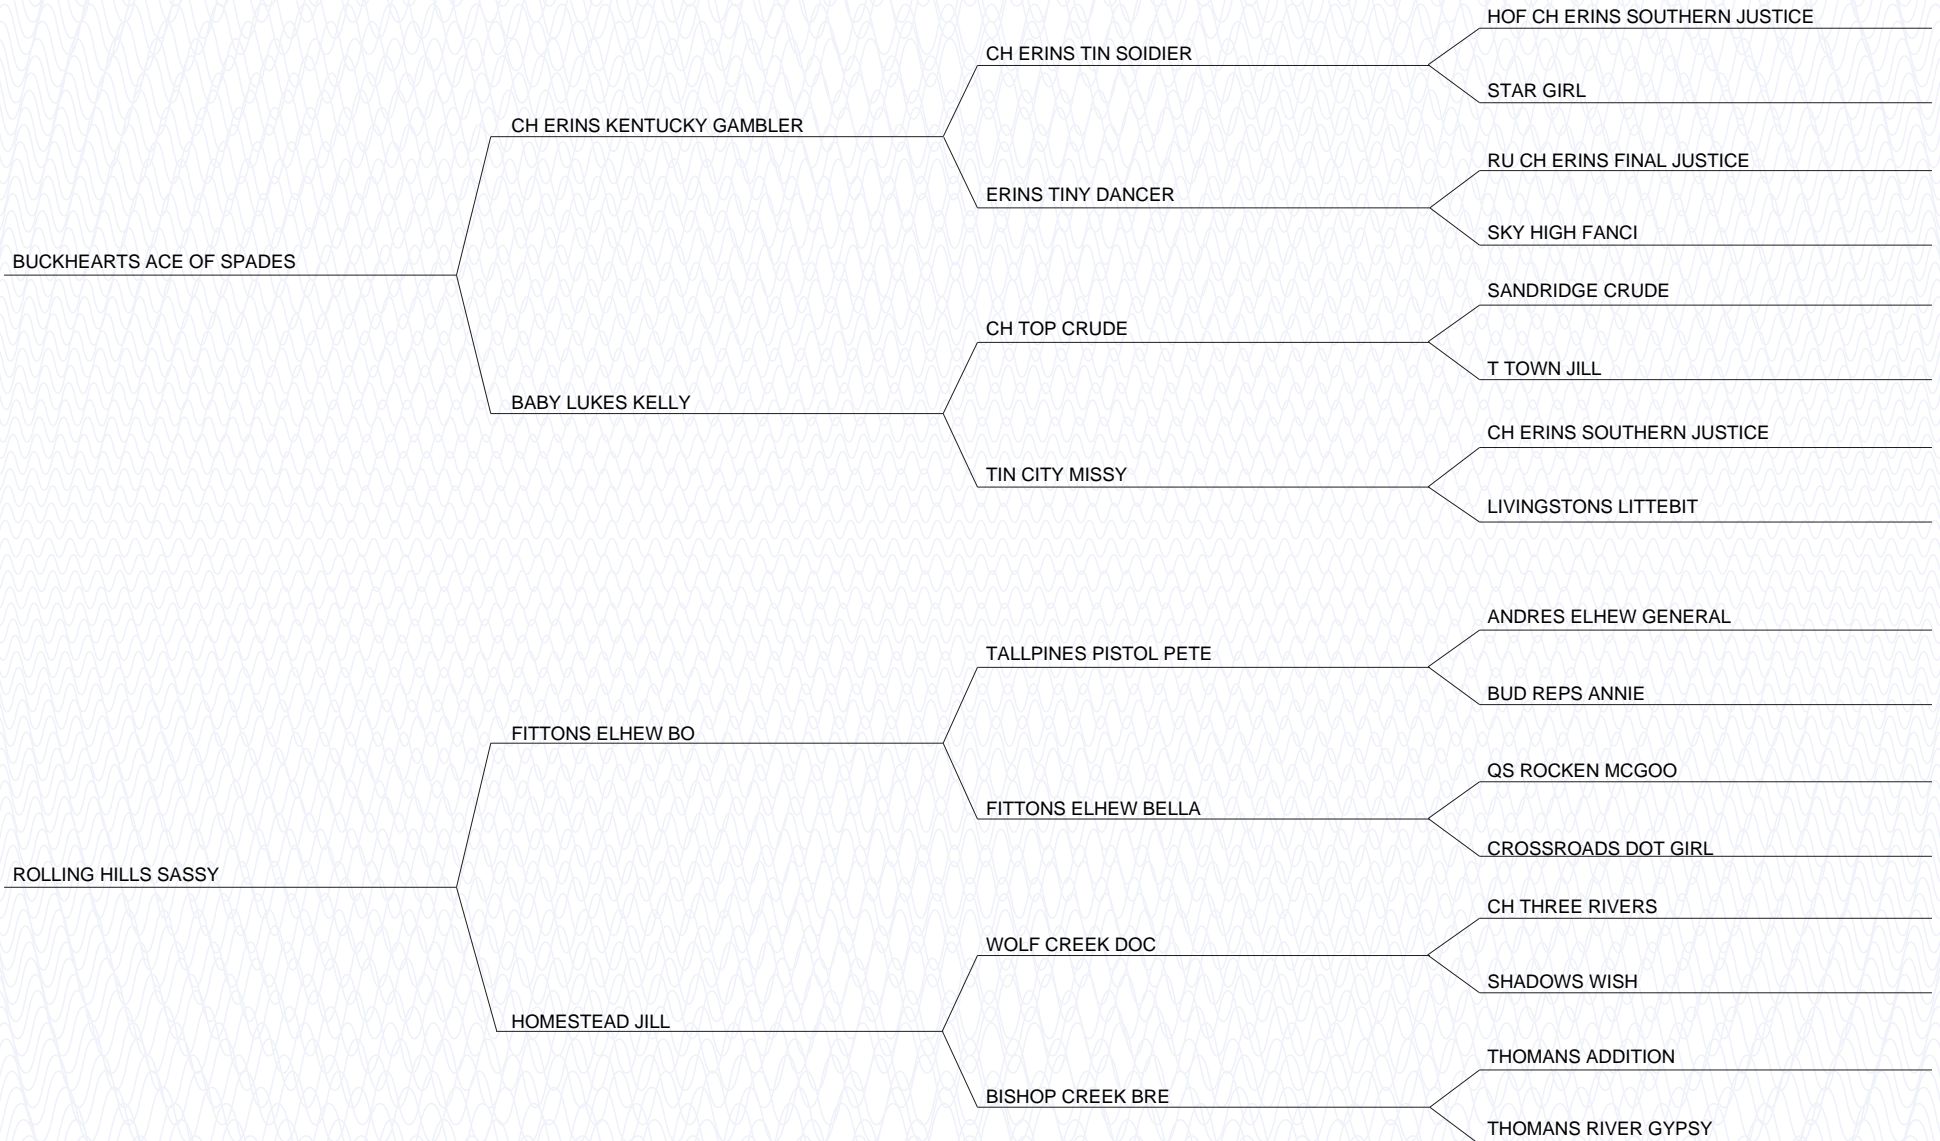 HOF CH ERINS SOUTHERN JUSTICE
CH ERINS TIN SOIDIER
STAR GIRL
CH ERINS KENTUCKY GAMBLER
RU CH ERINS FINAL JUSTICE
ERINS TINY DANCER
SKY HIGH FANCI
BUCKHEARTS ACE OF SPADES
SANDRIDGE CRUDE
CH TOP CRUDE
T TOWN JILL
BABY LUKES KELLY
CH ERINS SOUTHERN JUSTICE
TIN CITY MISSY
LIVINGSTONS LITTEBIT
ANDRES ELHEW GENERAL
TALLPINES PISTOL PETE
BUD REPS ANNIE
FITTONS ELHEW BO
QS ROCKEN MCGOO
FITTONS ELHEW BELLA
CROSSROADS DOT GIRL
ROLLING HILLS SASSY
CH THREE RIVERS
WOLF CREEK DOC
SHADOWS WISH
HOMESTEAD JILL
THOMANS ADDITION
BISHOP CREEK BRE
THOMANS RIVER GYPSY